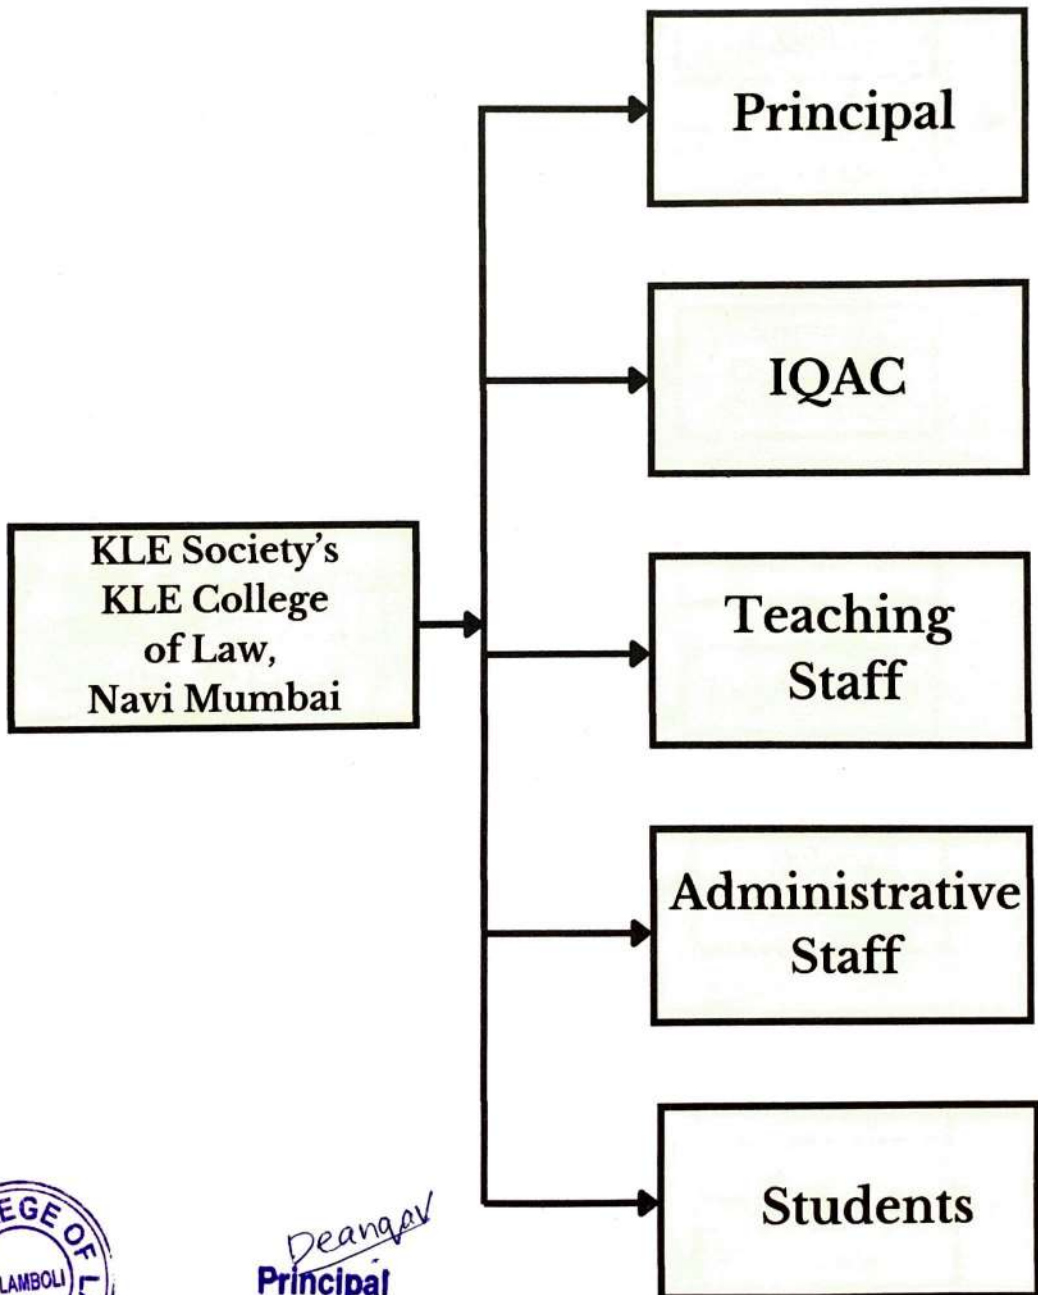 Principal
IQAC
KLE Society's
KLE College
of Law,
Navi Mumbai
Teaching
Staff
Administrative
Staff
Students
EGE OF L
LAMBOLI
Principal